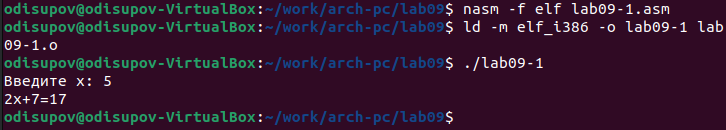 odisupov@odisupov-VirtualBox:~/work/arch-pc/lab09$ nasm -f elf lab09-1.asm
odisupov@odisupov-VirtualBox:~/work/arch-pc/lab09$ ld -m elf_i386 -o lab09-1 lab
09-1.o
odisupov@odisupov-VirtualBox:~/work/arch-pc/lab09$ ./lab09-1
Введите x: 5
2x+7=17
odisupov@odisupov-VirtualBox:~/work/arch-pc/lab09$